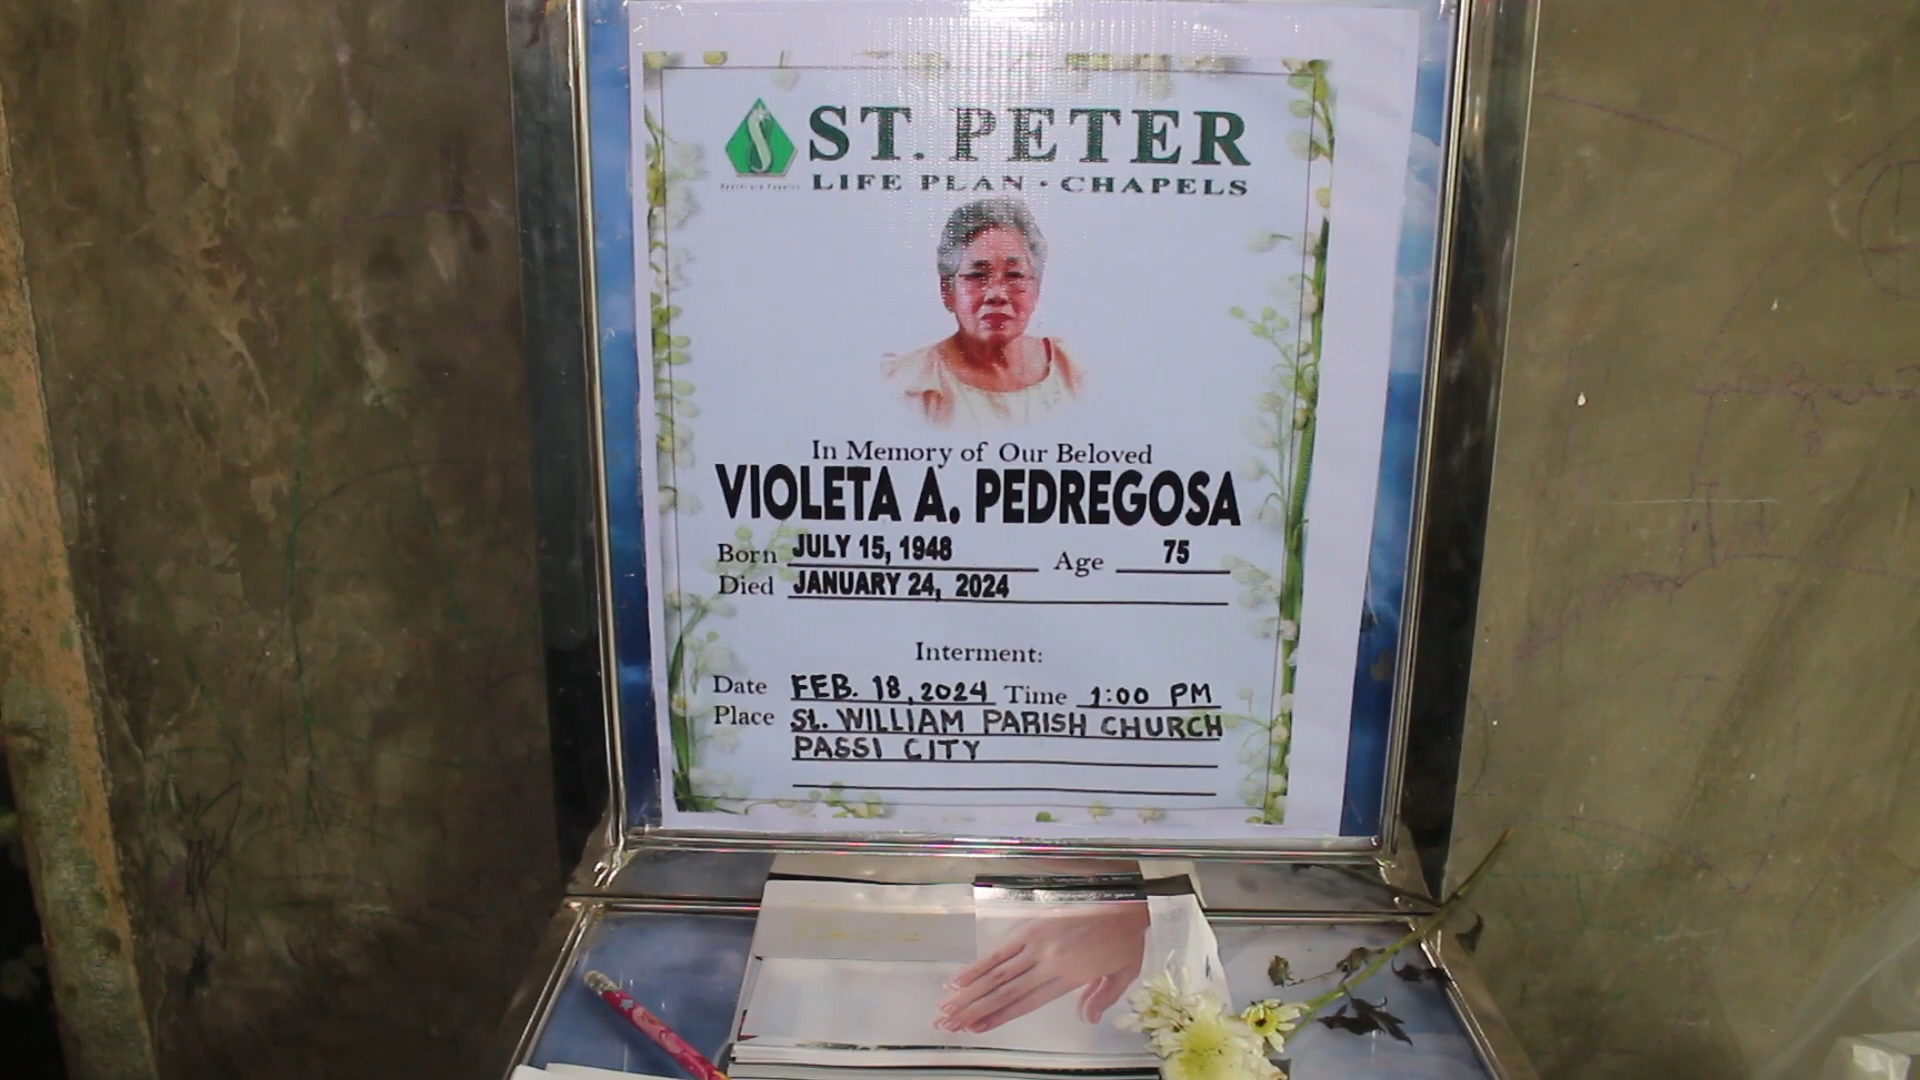 ST. PETER
LIFE PLAN • CHAPELS
In Memory of Our Beloved
VIOLETA A. PEDREGOSA
Born JULY 15, 1948 Age 75
Died JANUARY 24, 2024
Interment:
Date FEB. 18, 2024 Time 1:00 PM
Place St. WILLIAM PARISH CHURCH
PASSI CITY